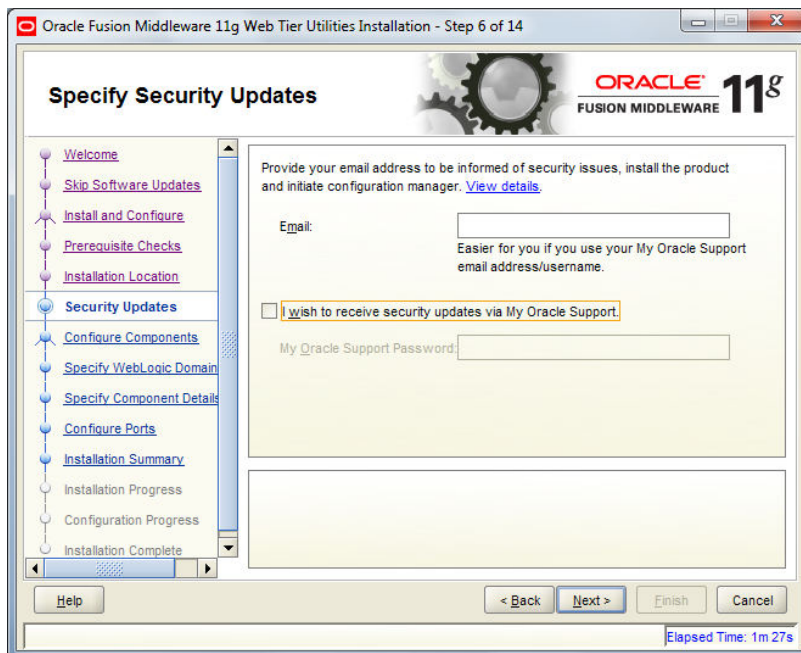 Oracle Fusion Middleware 11g Web Tier Utilities Installation - Step 6 of 14
Specify Security Updates
ORACLE
FUSION MIDDLEWARE 11g
Welcome
Skip Software Updates
Install and Configure
Prerequisite Checks
Installation Location
Security Updates
Configure Components
Specify WebLogic Domain
Specify Component Details
Configure Ports
Installation Summary
Installation Progress
Configuration Progress
Installation Complete
Provide your email address to be informed of security issues, install the product
and initiate configuration manager. View details.
Email:
Easier for you if you use your My Oracle Support
email address/username.
I wish to receive security updates via My Oracle Support.
My Oracle Support Password:
Help
< Back
Next >
Finish
Cancel
Elapsed Time: 1m 27s